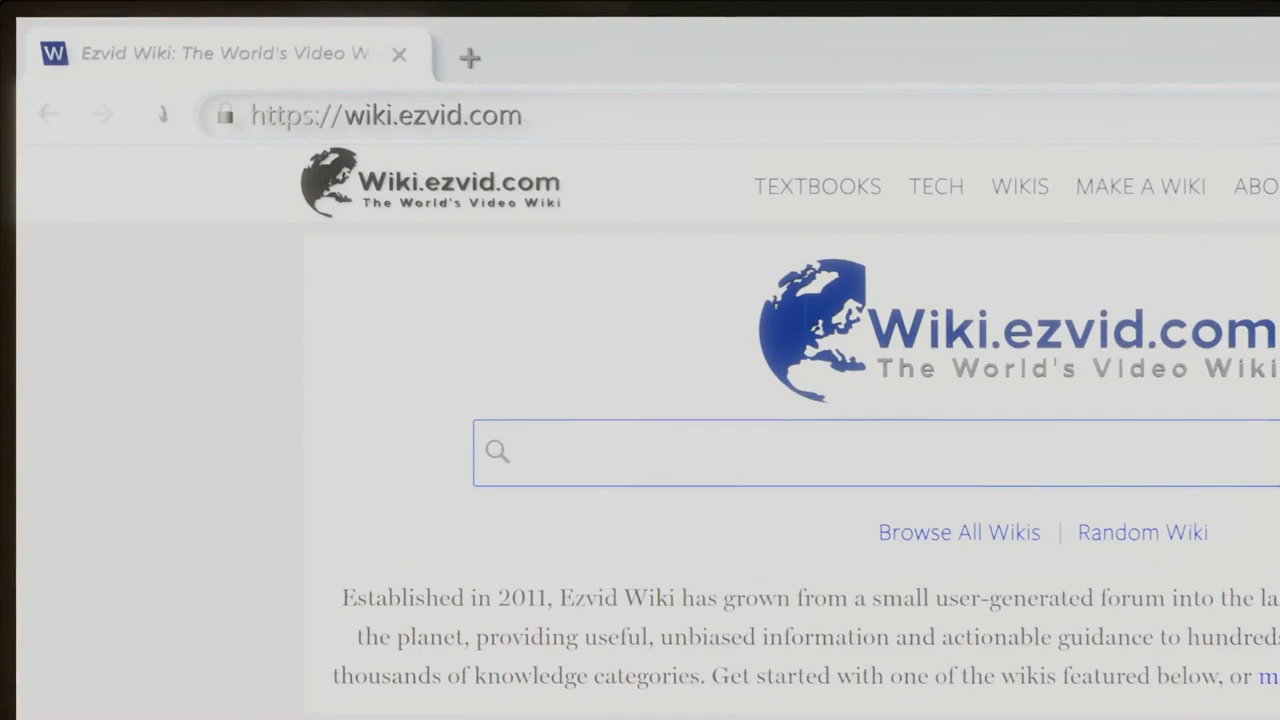 W Ezvid Wiki: The World's Video W
https://wiki.ezvid.com
Wiki.ezvid.com
The World's Video Wiki
TEXTBOOKS TECH WIKIS MAKE A WIKI ABO
Wiki.ezvid.com
The World's Video Wiki
Browse All Wikis | Random Wiki
Established in 2011, Ezvid Wiki has grown from a small user-generated forum into the la
the planet, providing useful, unbiased information and actionable guidance to hundreds
thousands of knowledge categories. Get started with one of the wikis featured below, or m